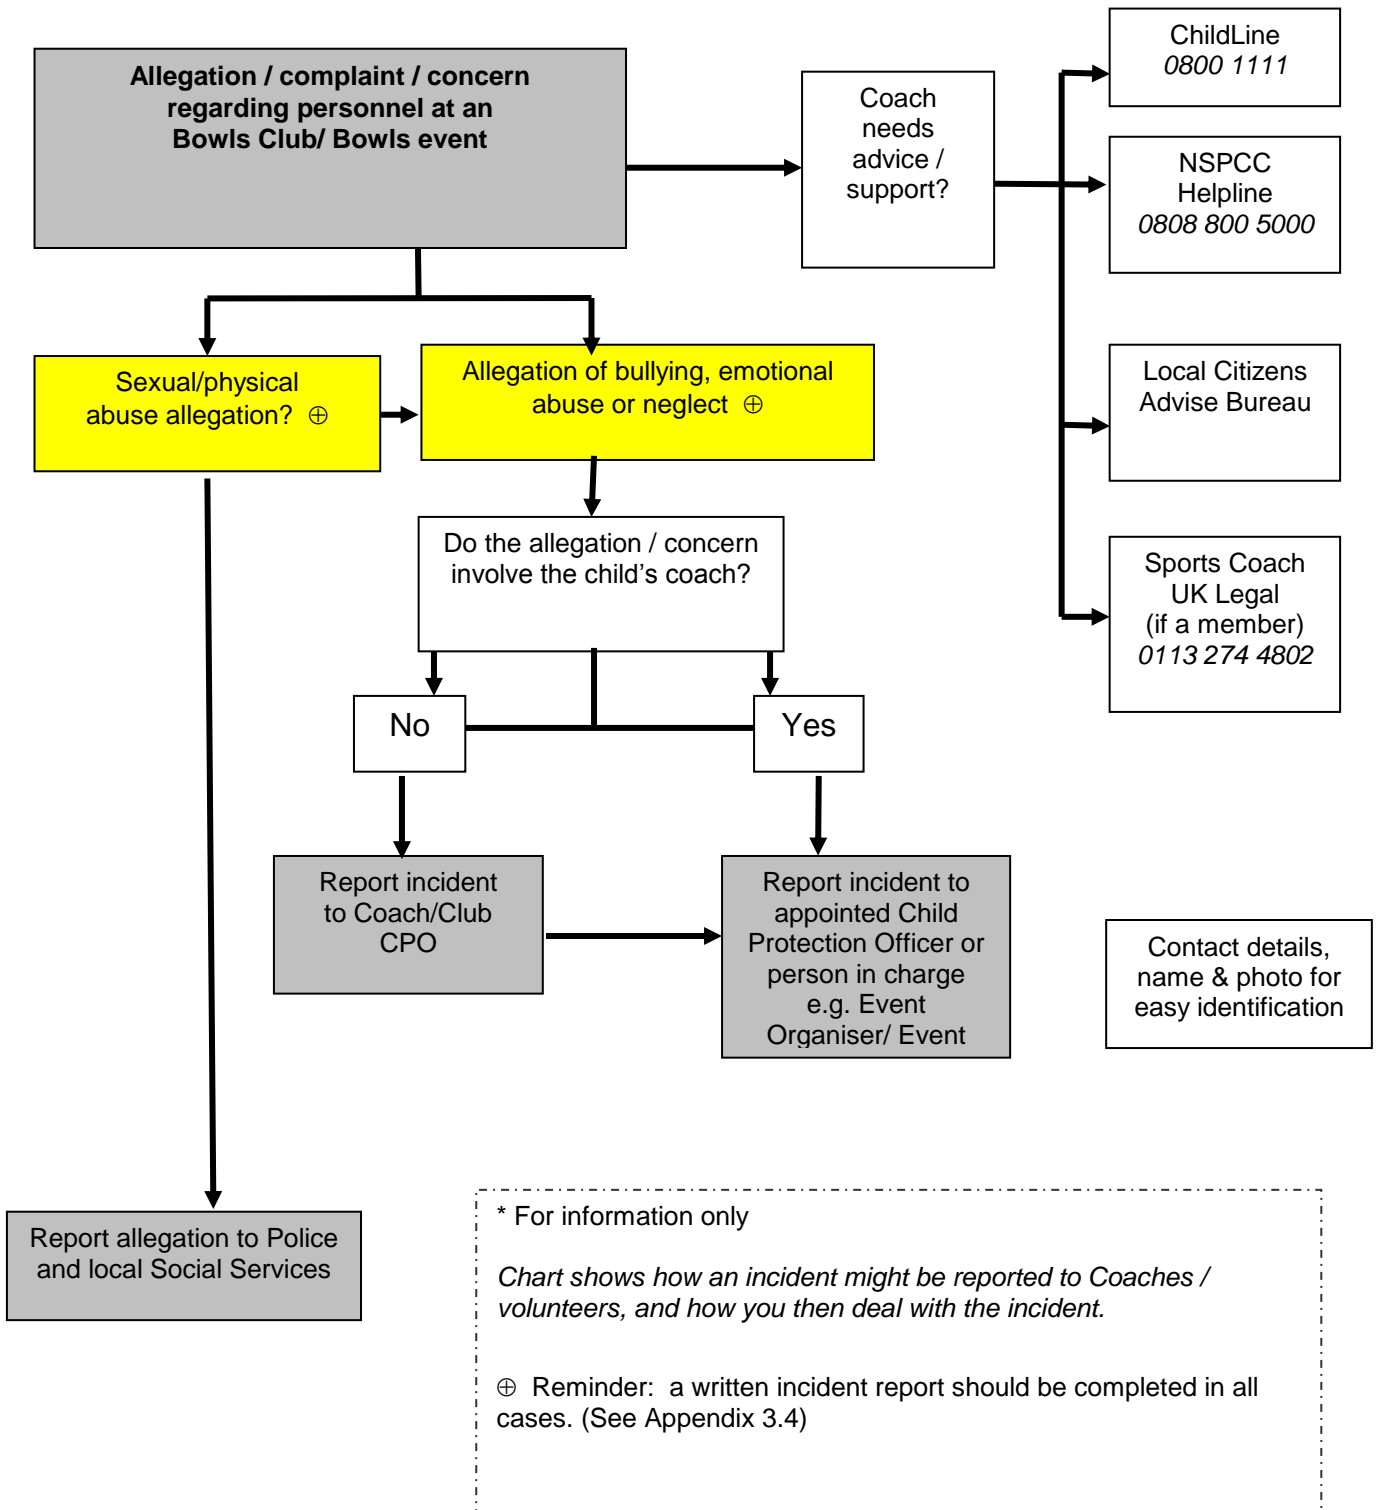 Allegation / complaint / concern
regarding personnel at an
Bowls Club/ Bowls event
Coach
needs
advice /
support?
ChildLine
0800 1111
NSPCC
Helpline
0808 800 5000
Local Citizens
Advise Bureau
Sports Coach
UK Legal
(if a member)
0113 274 4802
Sexual/physical
abuse allegation? ⊕
Allegation of bullying, emotional
abuse or neglect ⊕
Do the allegation / concern
involve the child’s coach?
No
Yes
Report incident
to Coach/Club
CPO
Report incident to
appointed Child
Protection Officer or
person in charge
e.g. Event
Organiser/ Event
Contact details,
name & photo for
easy identification
Report allegation to Police
and local Social Services
* For information only
Chart shows how an incident might be reported to Coaches /
volunteers, and how you then deal with the incident.
⊕ Reminder: a written incident report should be completed in all
cases. (See Appendix 3.4)